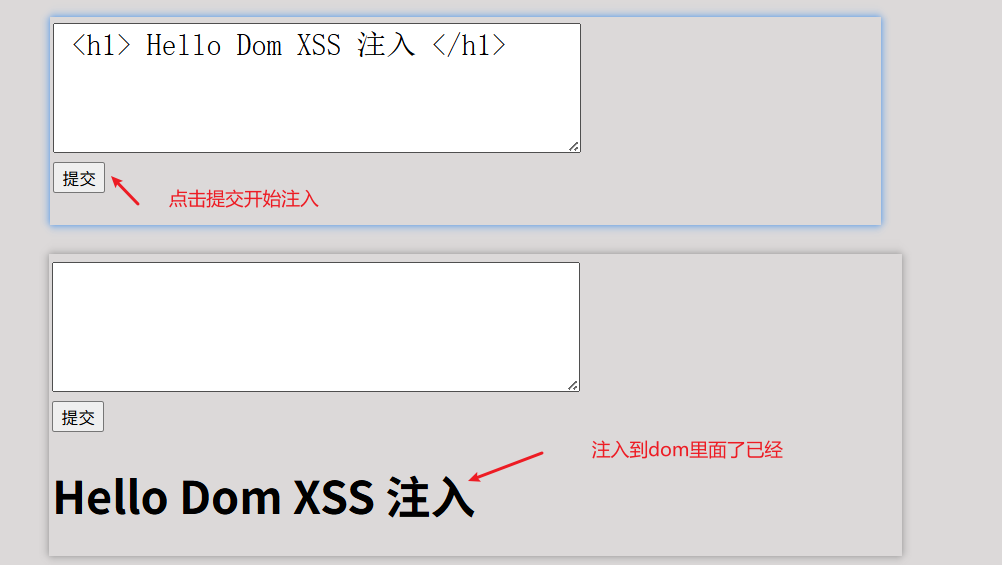 <h1> Hello Dom XSS 注入 </h1>
提交
点击提交开始注入
提交
注入到dom里面了已经
Hello Dom XSS 注入